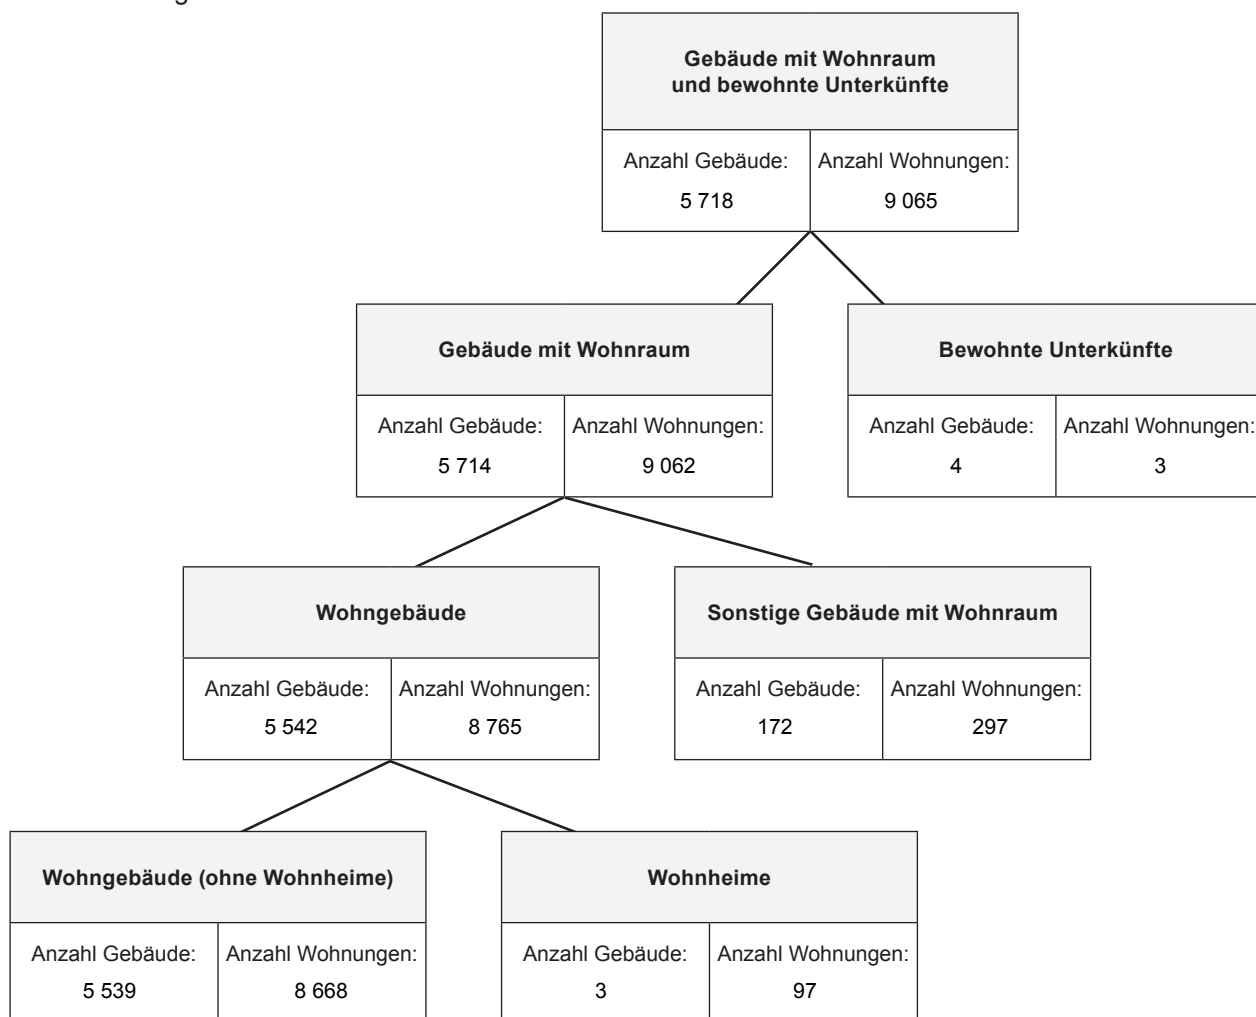 Gebäude mit Wohnraum
und bewohnte Unterkünfte
Anzahl Gebäude: Anzahl Wohnungen:
5 718 9 065
Gebäude mit Wohnraum
Anzahl Gebäude: Anzahl Wohnungen:
5 714 9 062
Bewohnte Unterkünfte
Anzahl Gebäude: Anzahl Wohnungen:
4 3
Wohngebäude
Anzahl Gebäude: Anzahl Wohnungen:
5 542 8 765
Sonstige Gebäude mit Wohnraum
Anzahl Gebäude: Anzahl Wohnungen:
172 297
Wohngebäude (ohne Wohnheime)
Anzahl Gebäude: Anzahl Wohnungen:
5 539 8 668
Wohnheime
Anzahl Gebäude: Anzahl Wohnungen:
3 97